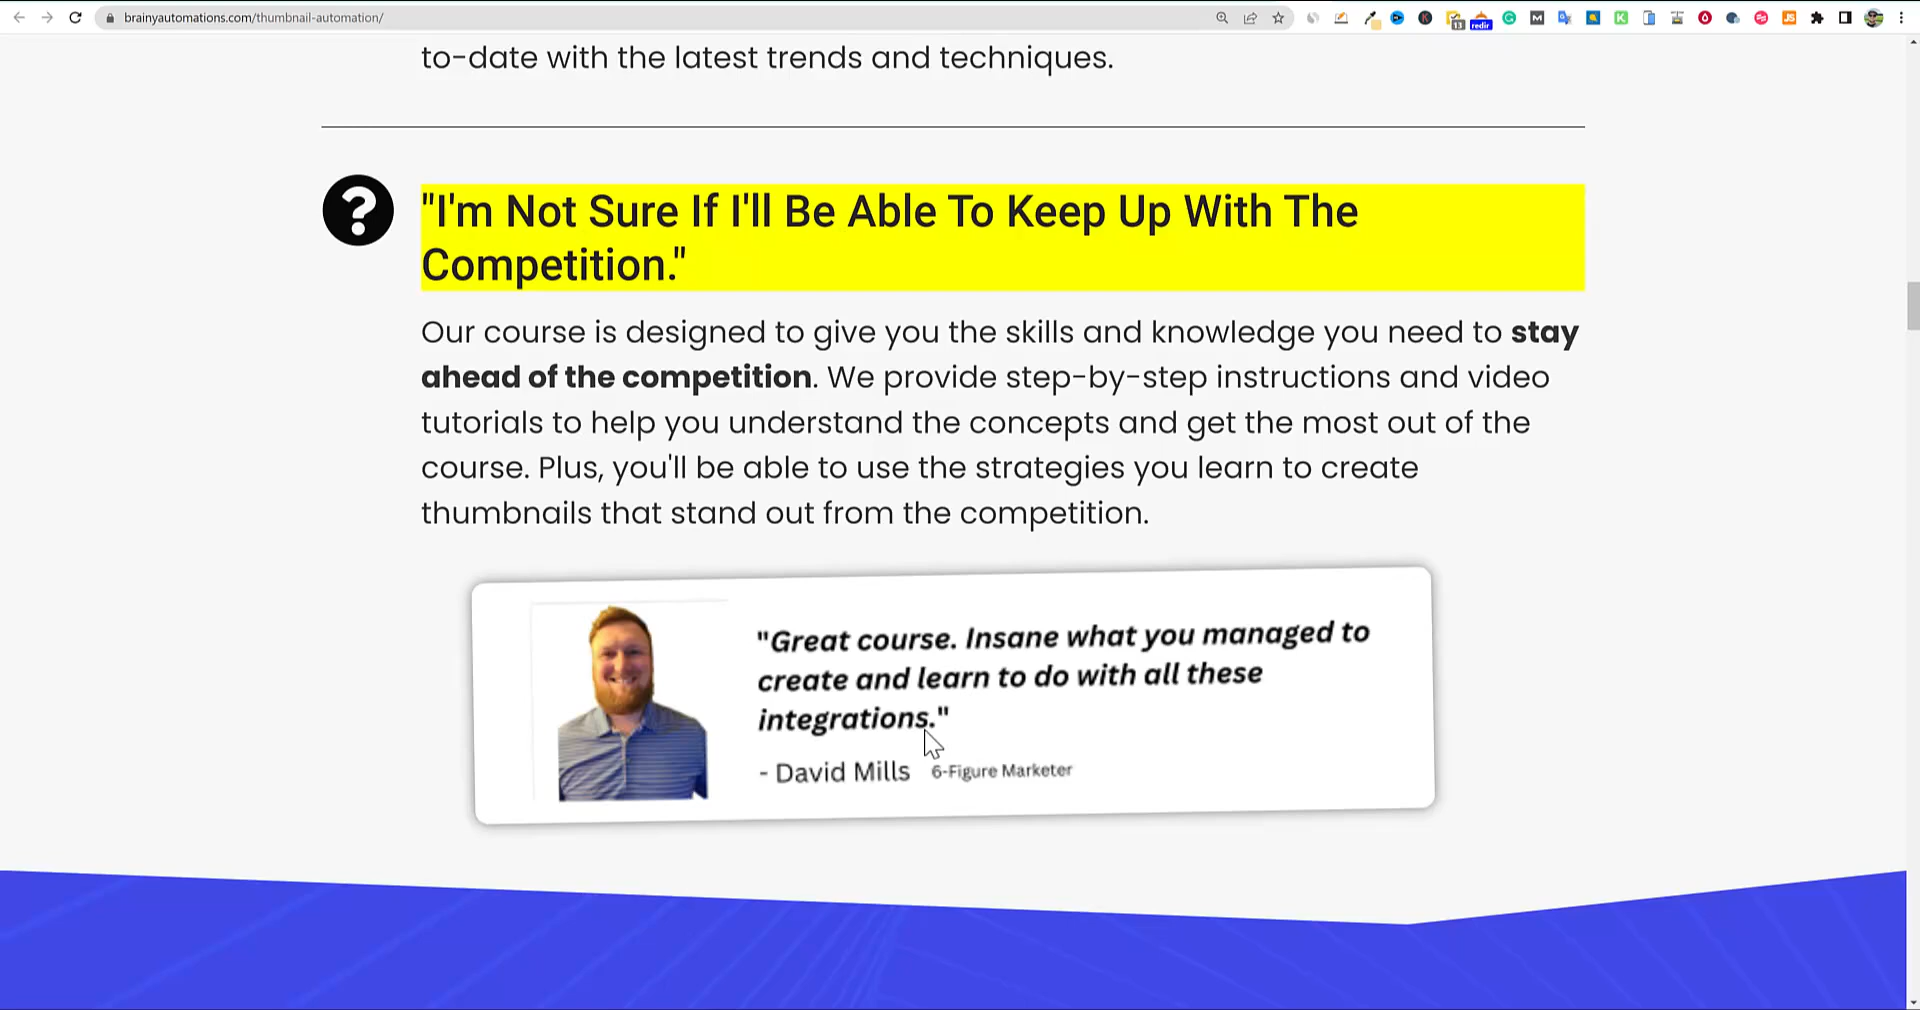 brainyautomations.com/thumbnail-automation/
13
redir
to-date with the latest trends and techniques.
"I'm Not Sure If I'll Be Able To Keep Up With The
Competition."
Our course is designed to give you the skills and knowledge you need to stay
ahead of the competition. We provide step-by-step instructions and video
tutorials to help you understand the concepts and get the most out of the
course. Plus, you'll be able to use the strategies you learn to create
thumbnails that stand out from the competition.
"Great course. Insane what you managed to
create and learn to do with all these
integrations."
- David Mills 6-Figure Marketer